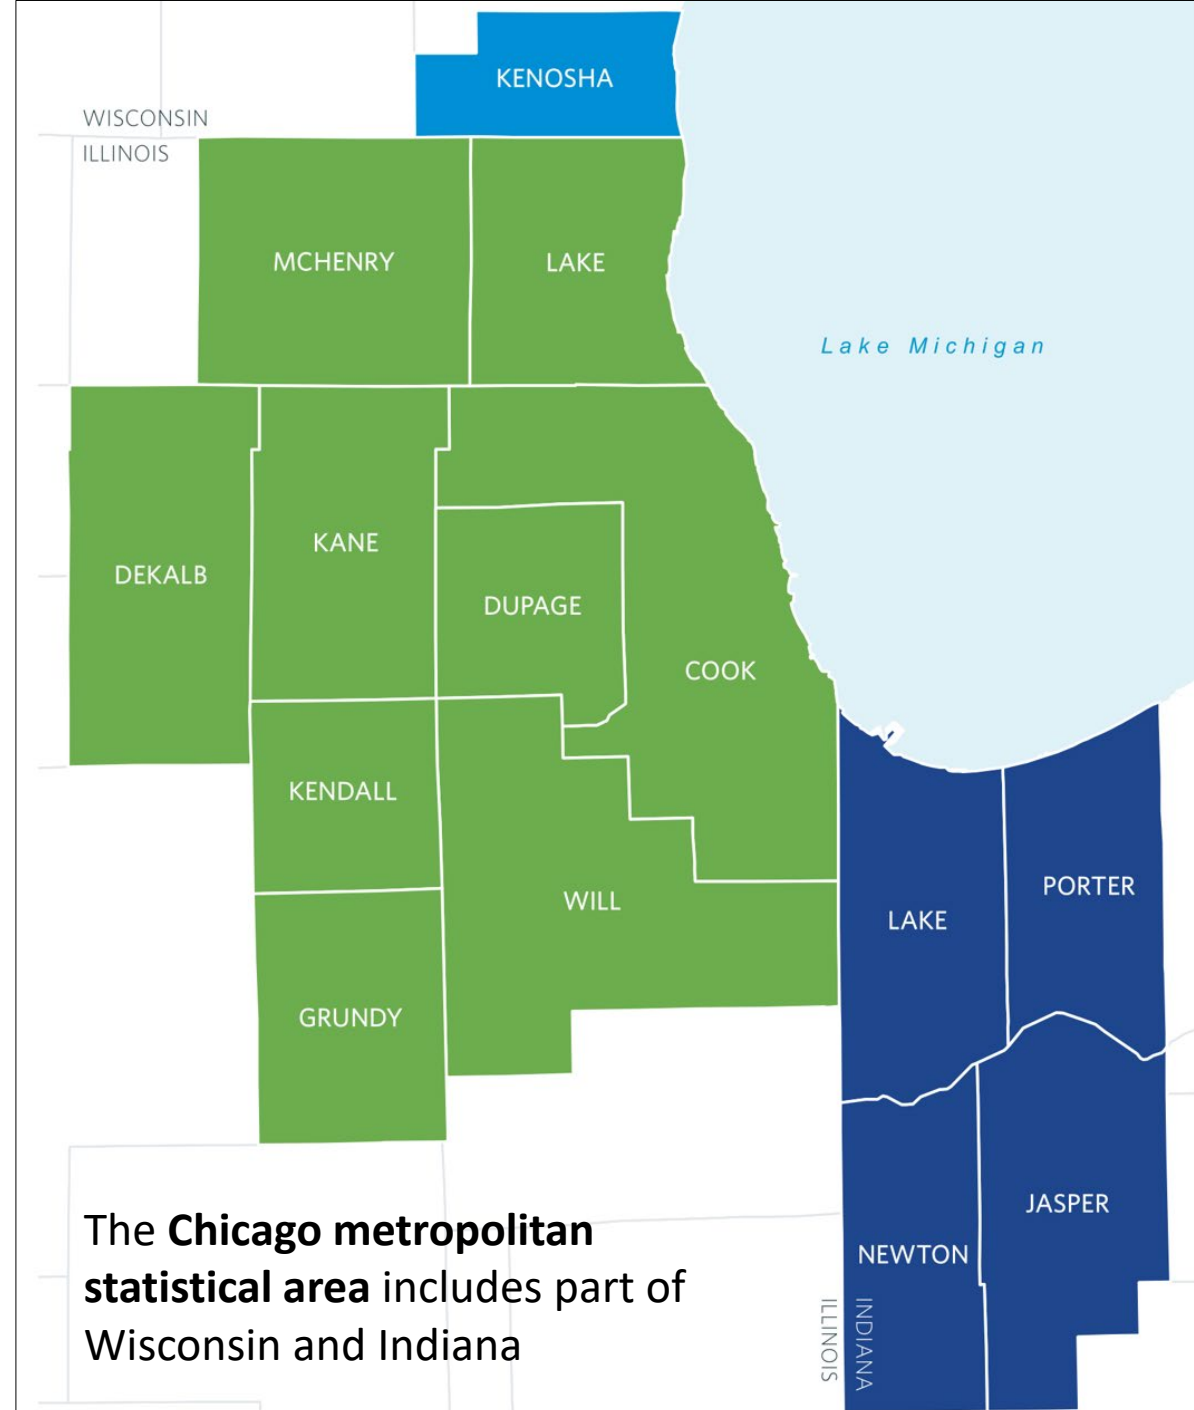 KENOSHA
WISCONSIN
ILLINOIS
MCHENRY
LAKE
Lake Michigan
KANE
DEKALB
DUPAGE
COOK
KENDALL
PORTER
WILL
LAKE
GRUNDY
JASPER
The Chicago metropolitan
statistical area includes part of
Wisconsin and Indiana
NEWTON
ILLINOIS
INDIANA